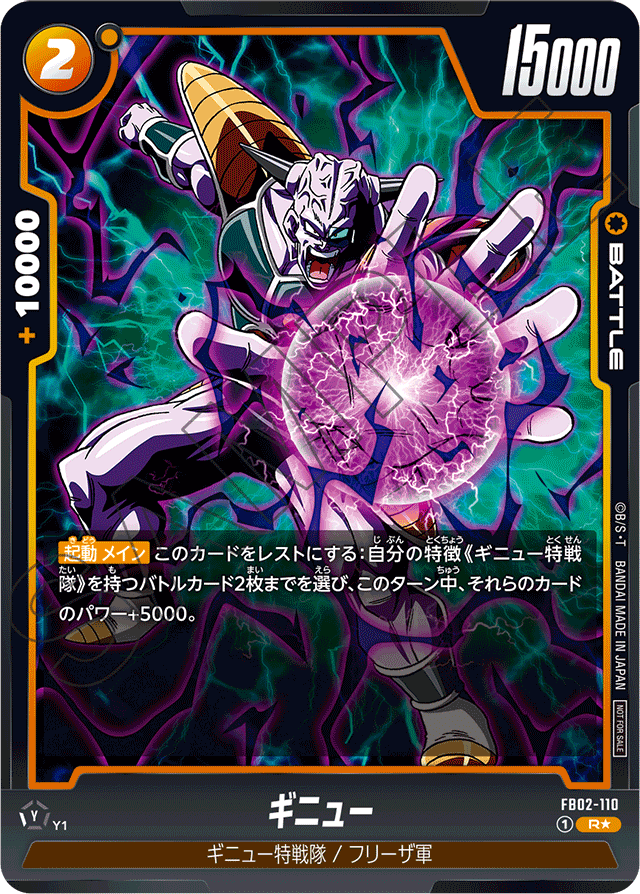 2
15000
+10000
BATTLE
起動 メイン このカードをレストにする:自分の特徴《ギニュー特戦
隊》を持つバトルカード2枚までを選び、このターン中、それらのカード
のパワー+5000。
©B/S・T BANDAI MADE IN JAPAN
NOT FOR SALE
ギニュー
FB02-110
Y Y1
1 R★
ギニュー特戦隊 / フリーザ軍